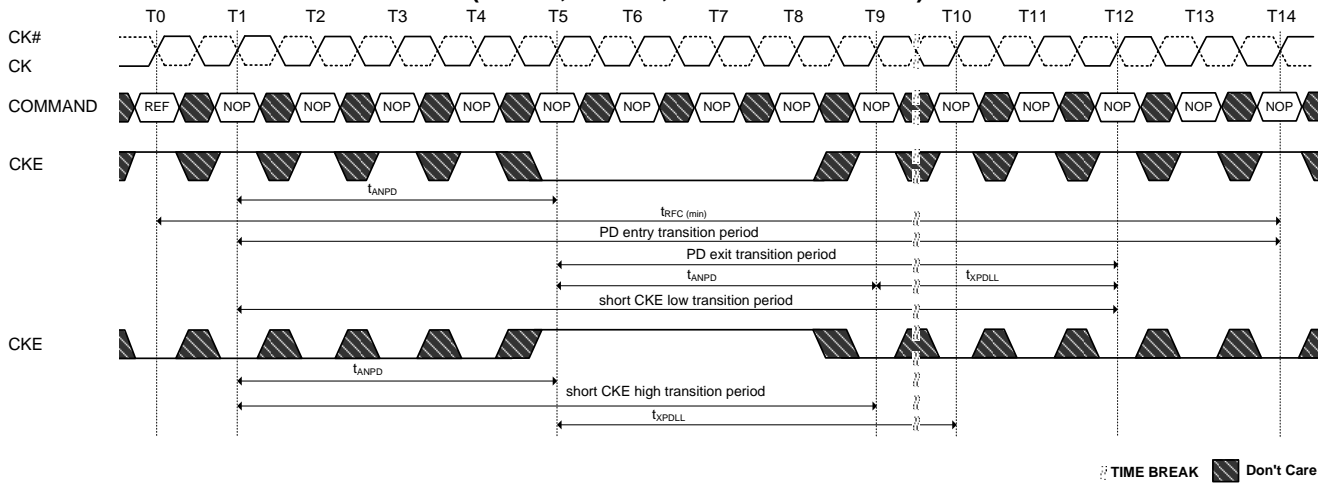 T0 T1 T2 T3 T4 T5 T6 T7 T8 T9 T10 T11 T12 T13 T14
CK#
CK
COMMAND REF NOP NOP NOP NOP NOP NOP NOP NOP NOP NOP NOP NOP NOP NOP
CKE
tANPD
tRFC (min)
PD entry transition period
PD exit transition period
tANPD tXPDLL
short CKE low transition period
CKE
tANPD
short CKE high transition period
tXPDLL
TIME BREAK Don't Care